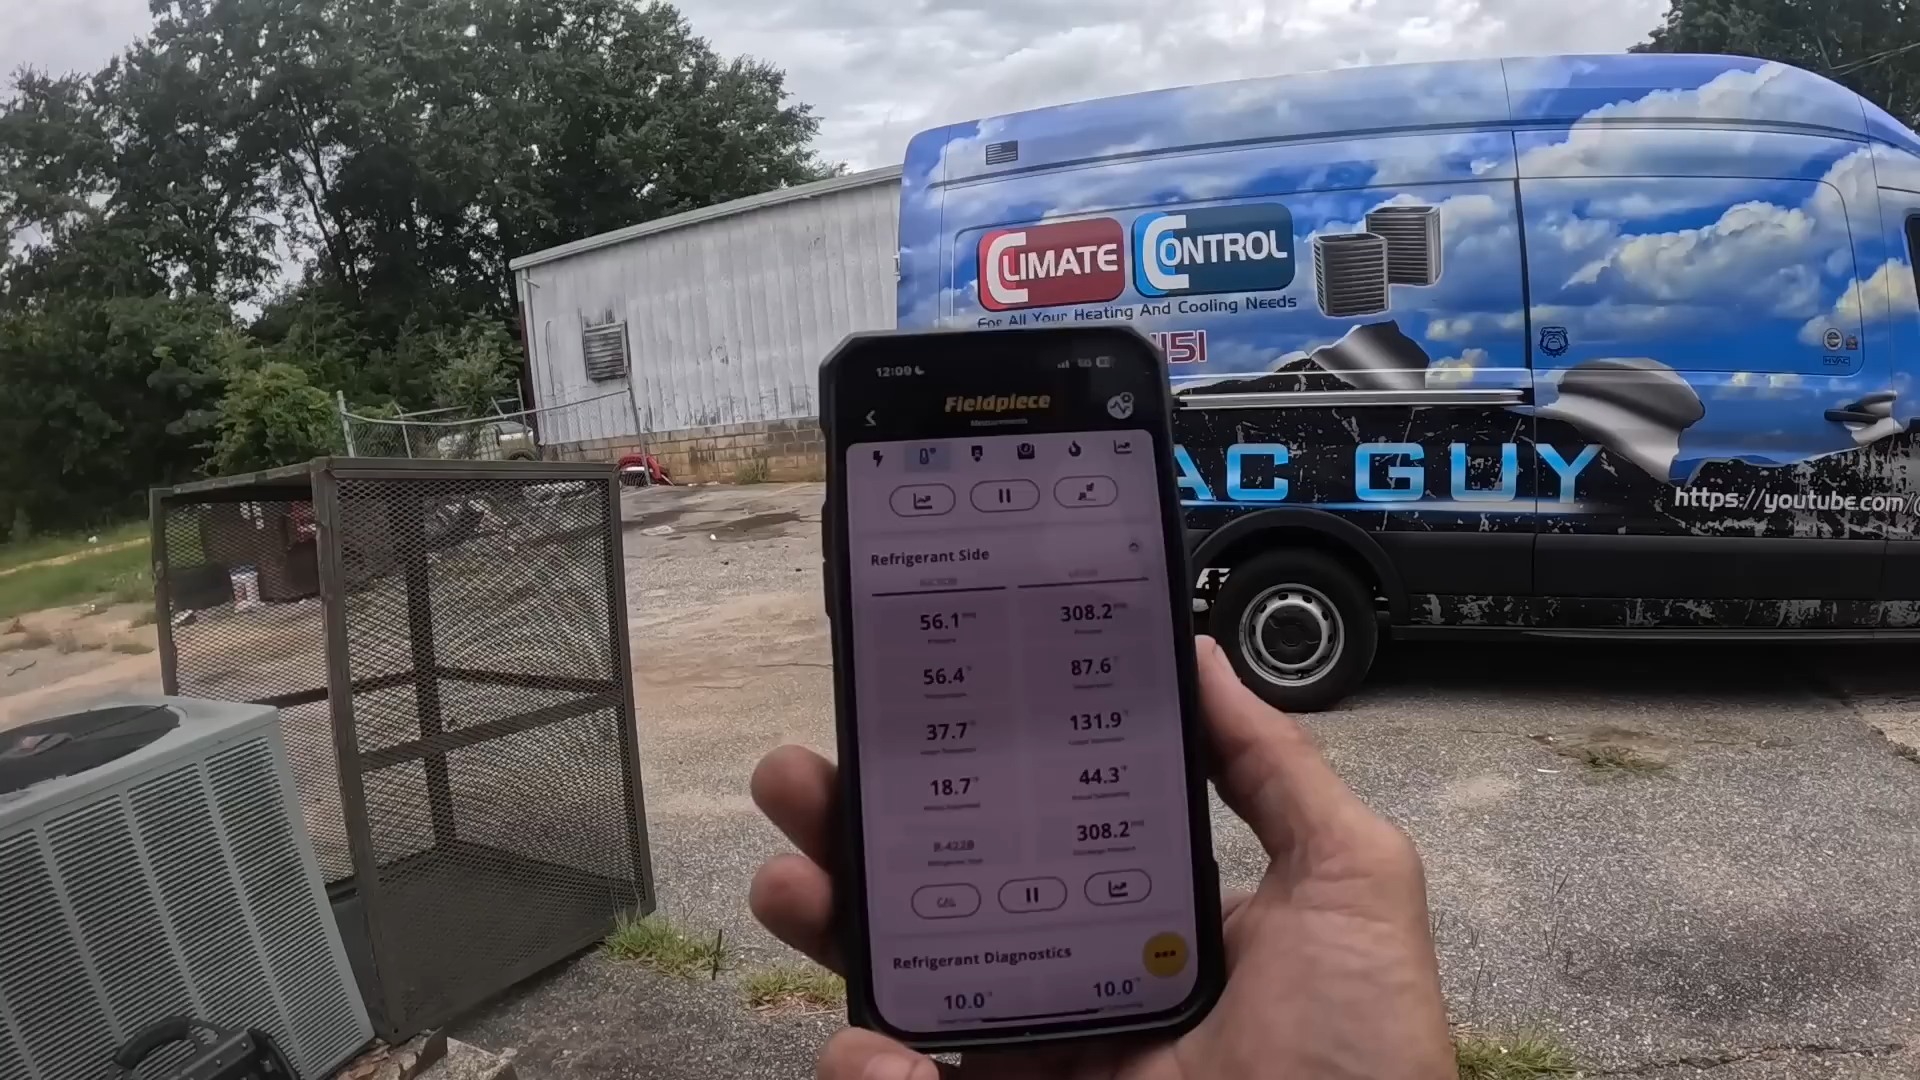 CLIMATE CONTROL
For All Your Heating And Cooling Needs
151
AC GUY
https://youtube.com/
HVAC
12:09
Fieldpiece
Measurements
Refrigerant Side
56.1 308.2
56.4 87.6
37.7 131.9
18.7 44.3
R-422B 308.2
CAL
Refrigerant Diagnostics
10.0 10.0